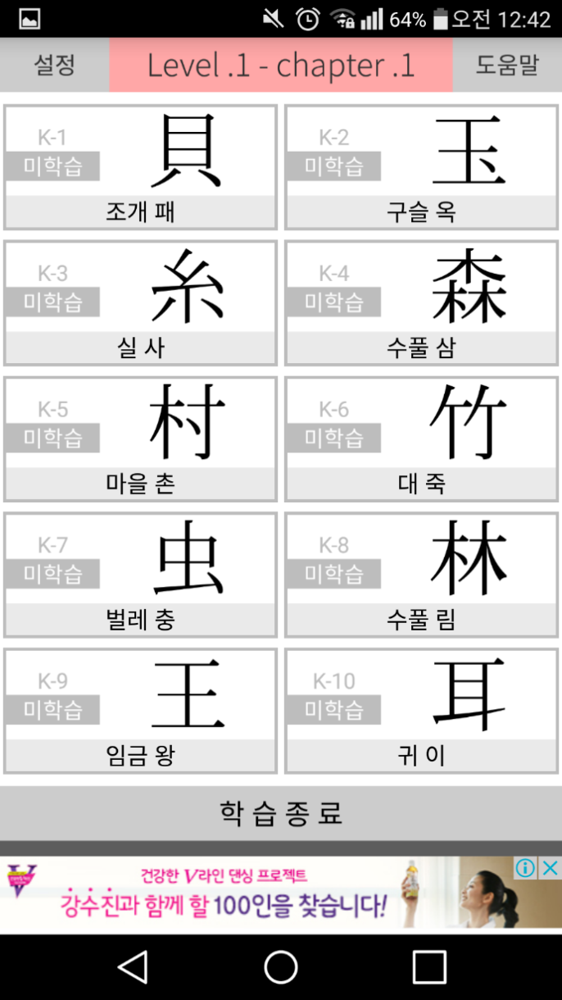 64% 오전 12:42
설정 Level .1 - chapter .1 도움말
K-1 미학습 貝
조개 패
K-2 미학습 玉
구슬 옥
K-3 미학습 糸
실 사
K-4 미학습 森
수풀 삼
K-5 미학습 村
마을 촌
K-6 미학습 竹
대 죽
K-7 미학습 虫
벌레 충
K-8 미학습 林
수풀 림
K-9 미학습 王
임금 왕
K-10 미학습 耳
귀 이
학 습 종 료
건강한 V라인 댄싱 프로젝트
강수진과 함께 할 100인을 찾습니다!